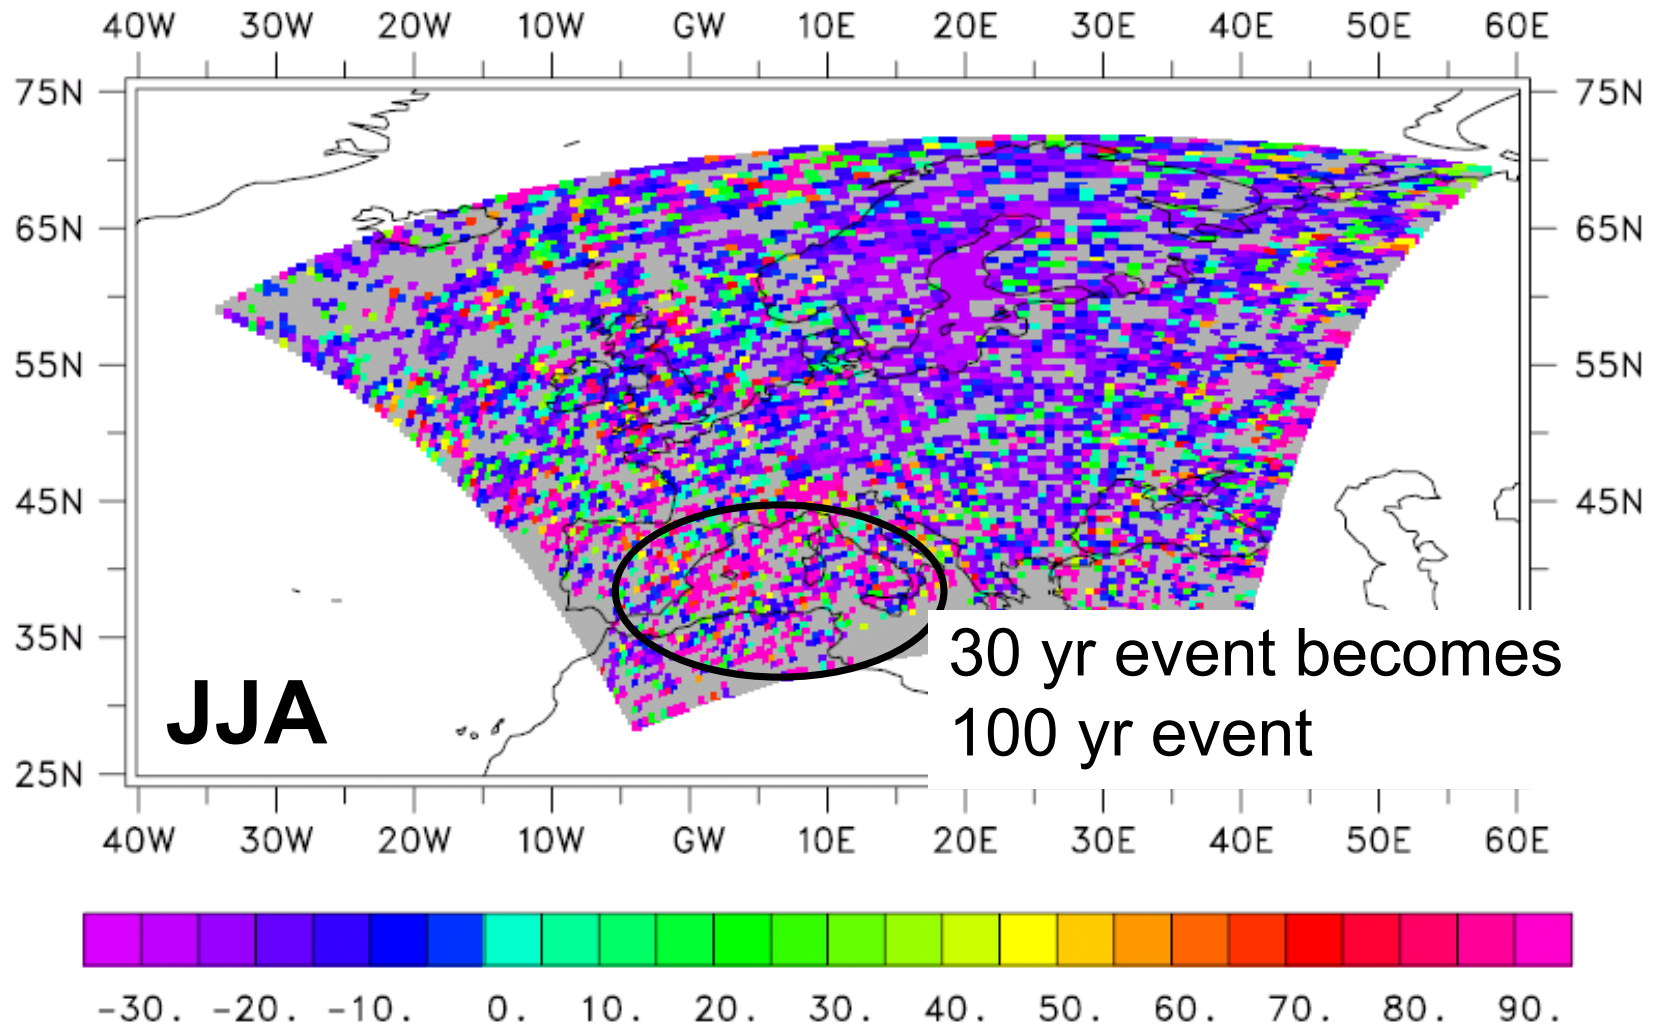 40W 30W 20W 10W GW 10E 20E 30E 40E 50E 60E
75N 75N
65N 65N
55N 55N
45N 45N
35N
30 yr event becomes
JJA
100 yr event
25N
40W 30W 20W 10W GW 10E 20E 30E 40E 50E 60E
-30. -20. -10. 0. 10. 20. 30. 40. 50. 60. 70. 80. 90.